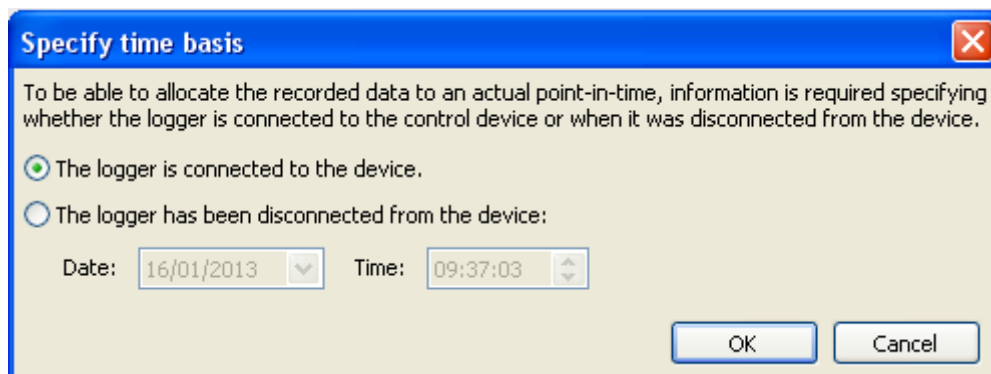 Specify time basis
To be able to allocate the recorded data to an actual point-in-time, information is required specifying
whether the logger is connected to the control device or when it was disconnected from the device.
The logger is connected to the device.
The logger has been disconnected from the device:
Date: 16/01/2013 Time: 09:37:03
OK Cancel